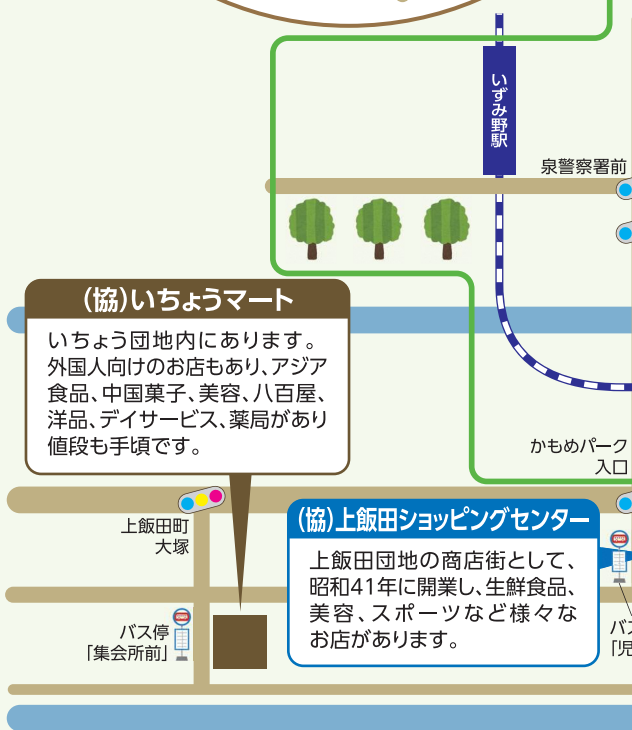 いずみ野駅
泉警察署前
(協)いちょうマート
いちょう団地内にあります。
外国人向けのお店もあり、アジア
食品、中国菓子、美容、八百屋、
洋品、デイサービス、薬局があり
値段も手頃です。
かもめパーク
入口
上飯田町
大塚
(協)上飯田ショッピングセンター
上飯田団地の商店街として、
昭和41年に開業し、生鮮食品、
美容、スポーツなど様々な
お店があります。
バス停
「集会所前」
バス
「児